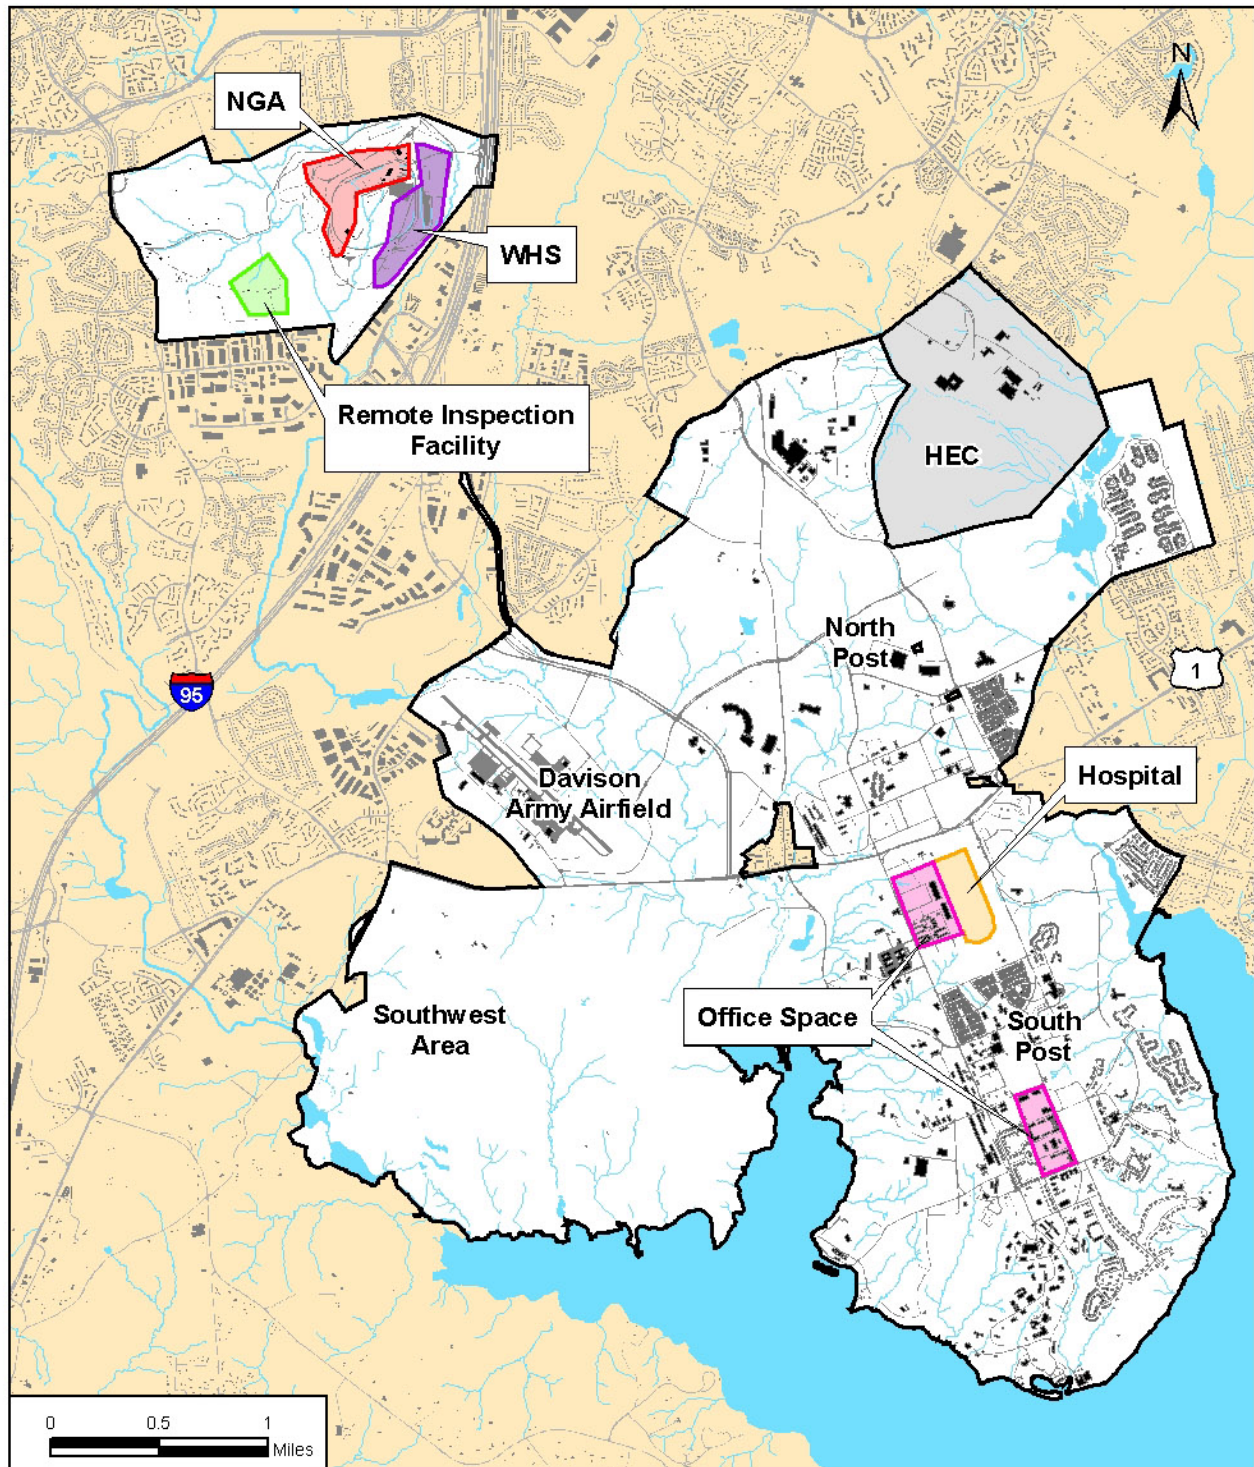 N
NGA
WHS
Remote Inspection
Facility
HEC
North
Post
1
95
Hospital
Davison
Army Airfield
Office Space
Southwest
Area
South
Post
0 0.5 1
Miles